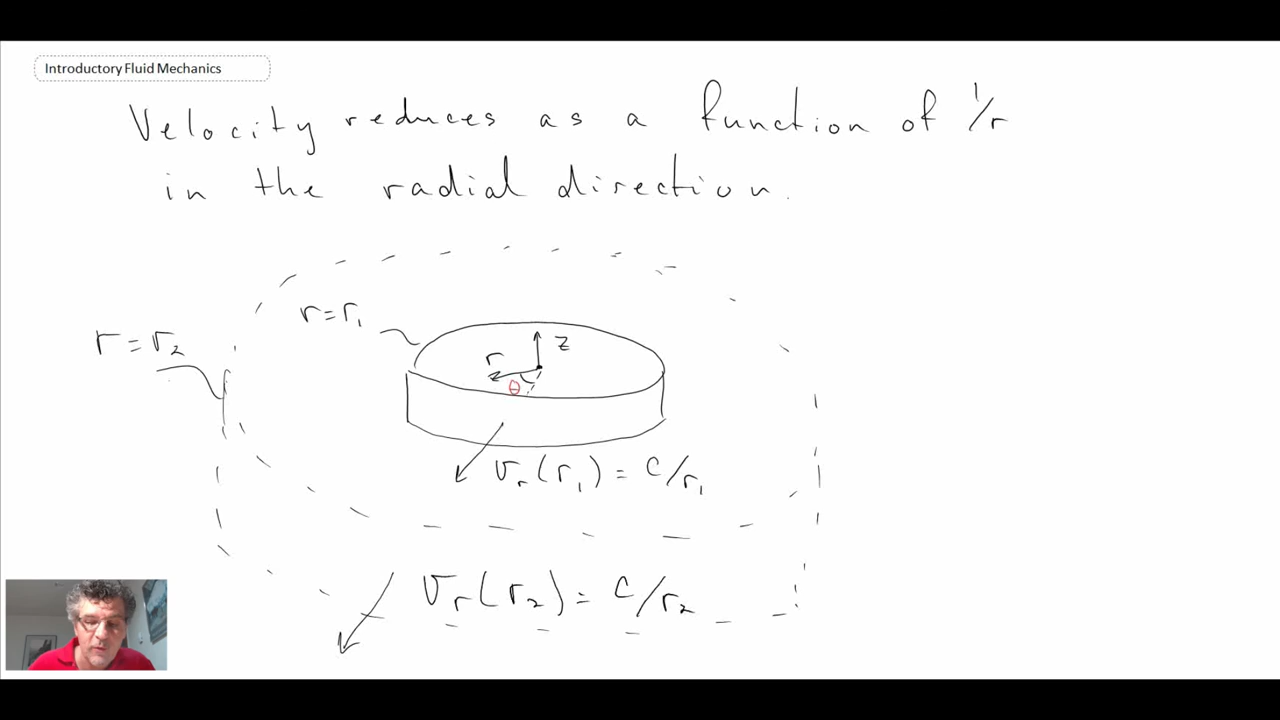 Introductory Fluid Mechanics
Velocity reduces as a function of 1/r
in the radial direction.
r = r₁
r = r₂
z
r
θ
vᵣ(r₁) = c/r₁
vᵣ(r₂) = c/r₂